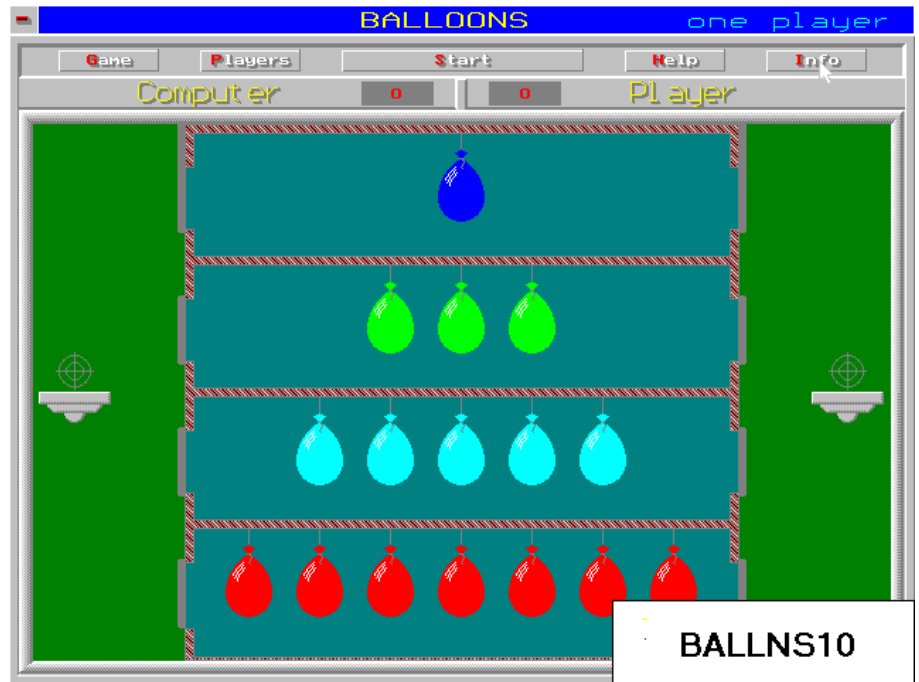 BALLOONS one player
Game Players Start Help Info
Computer 0 0 Player
BALLNS10